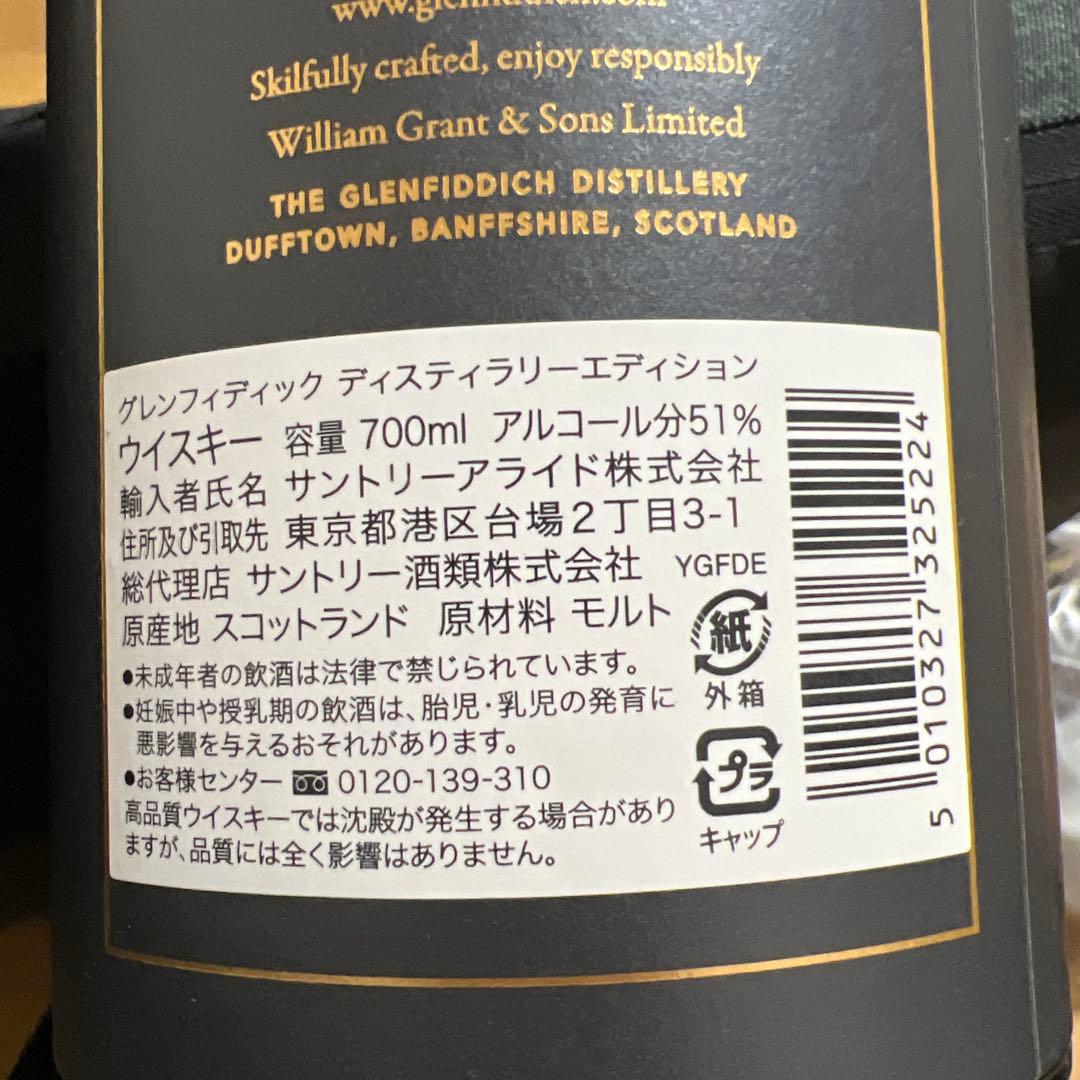 www.glenfiddich.com
Skilfully crafted, enjoy responsibly
William Grant & Sons Limited
THE GLENFIDDICH DISTILLERY
DUFFTOWN, BANFFSHIRE, SCOTLAND
グレンフィディック ディスティラリーエディション
ウイスキー 容量 700ml アルコール分51%
輸入者氏名 サントリーアライド株式会社
住所及び引取先 東京都港区台場2丁目3-1
総代理店 サントリー酒類株式会社 YGFDE
原産地 スコットランド 原材料 モルト
●未成年者の飲酒は法律で禁じられています。
●妊娠中や授乳期の飲酒は、胎児・乳児の発育に
悪影響を与えるおそれがあります。
●お客様センター 0120-139-310
高品質ウイスキーでは沈殿が発生する場合があり
ますが、品質には全く影響はありません。
紙
外箱
プラ
キャップ
5 010327 325224